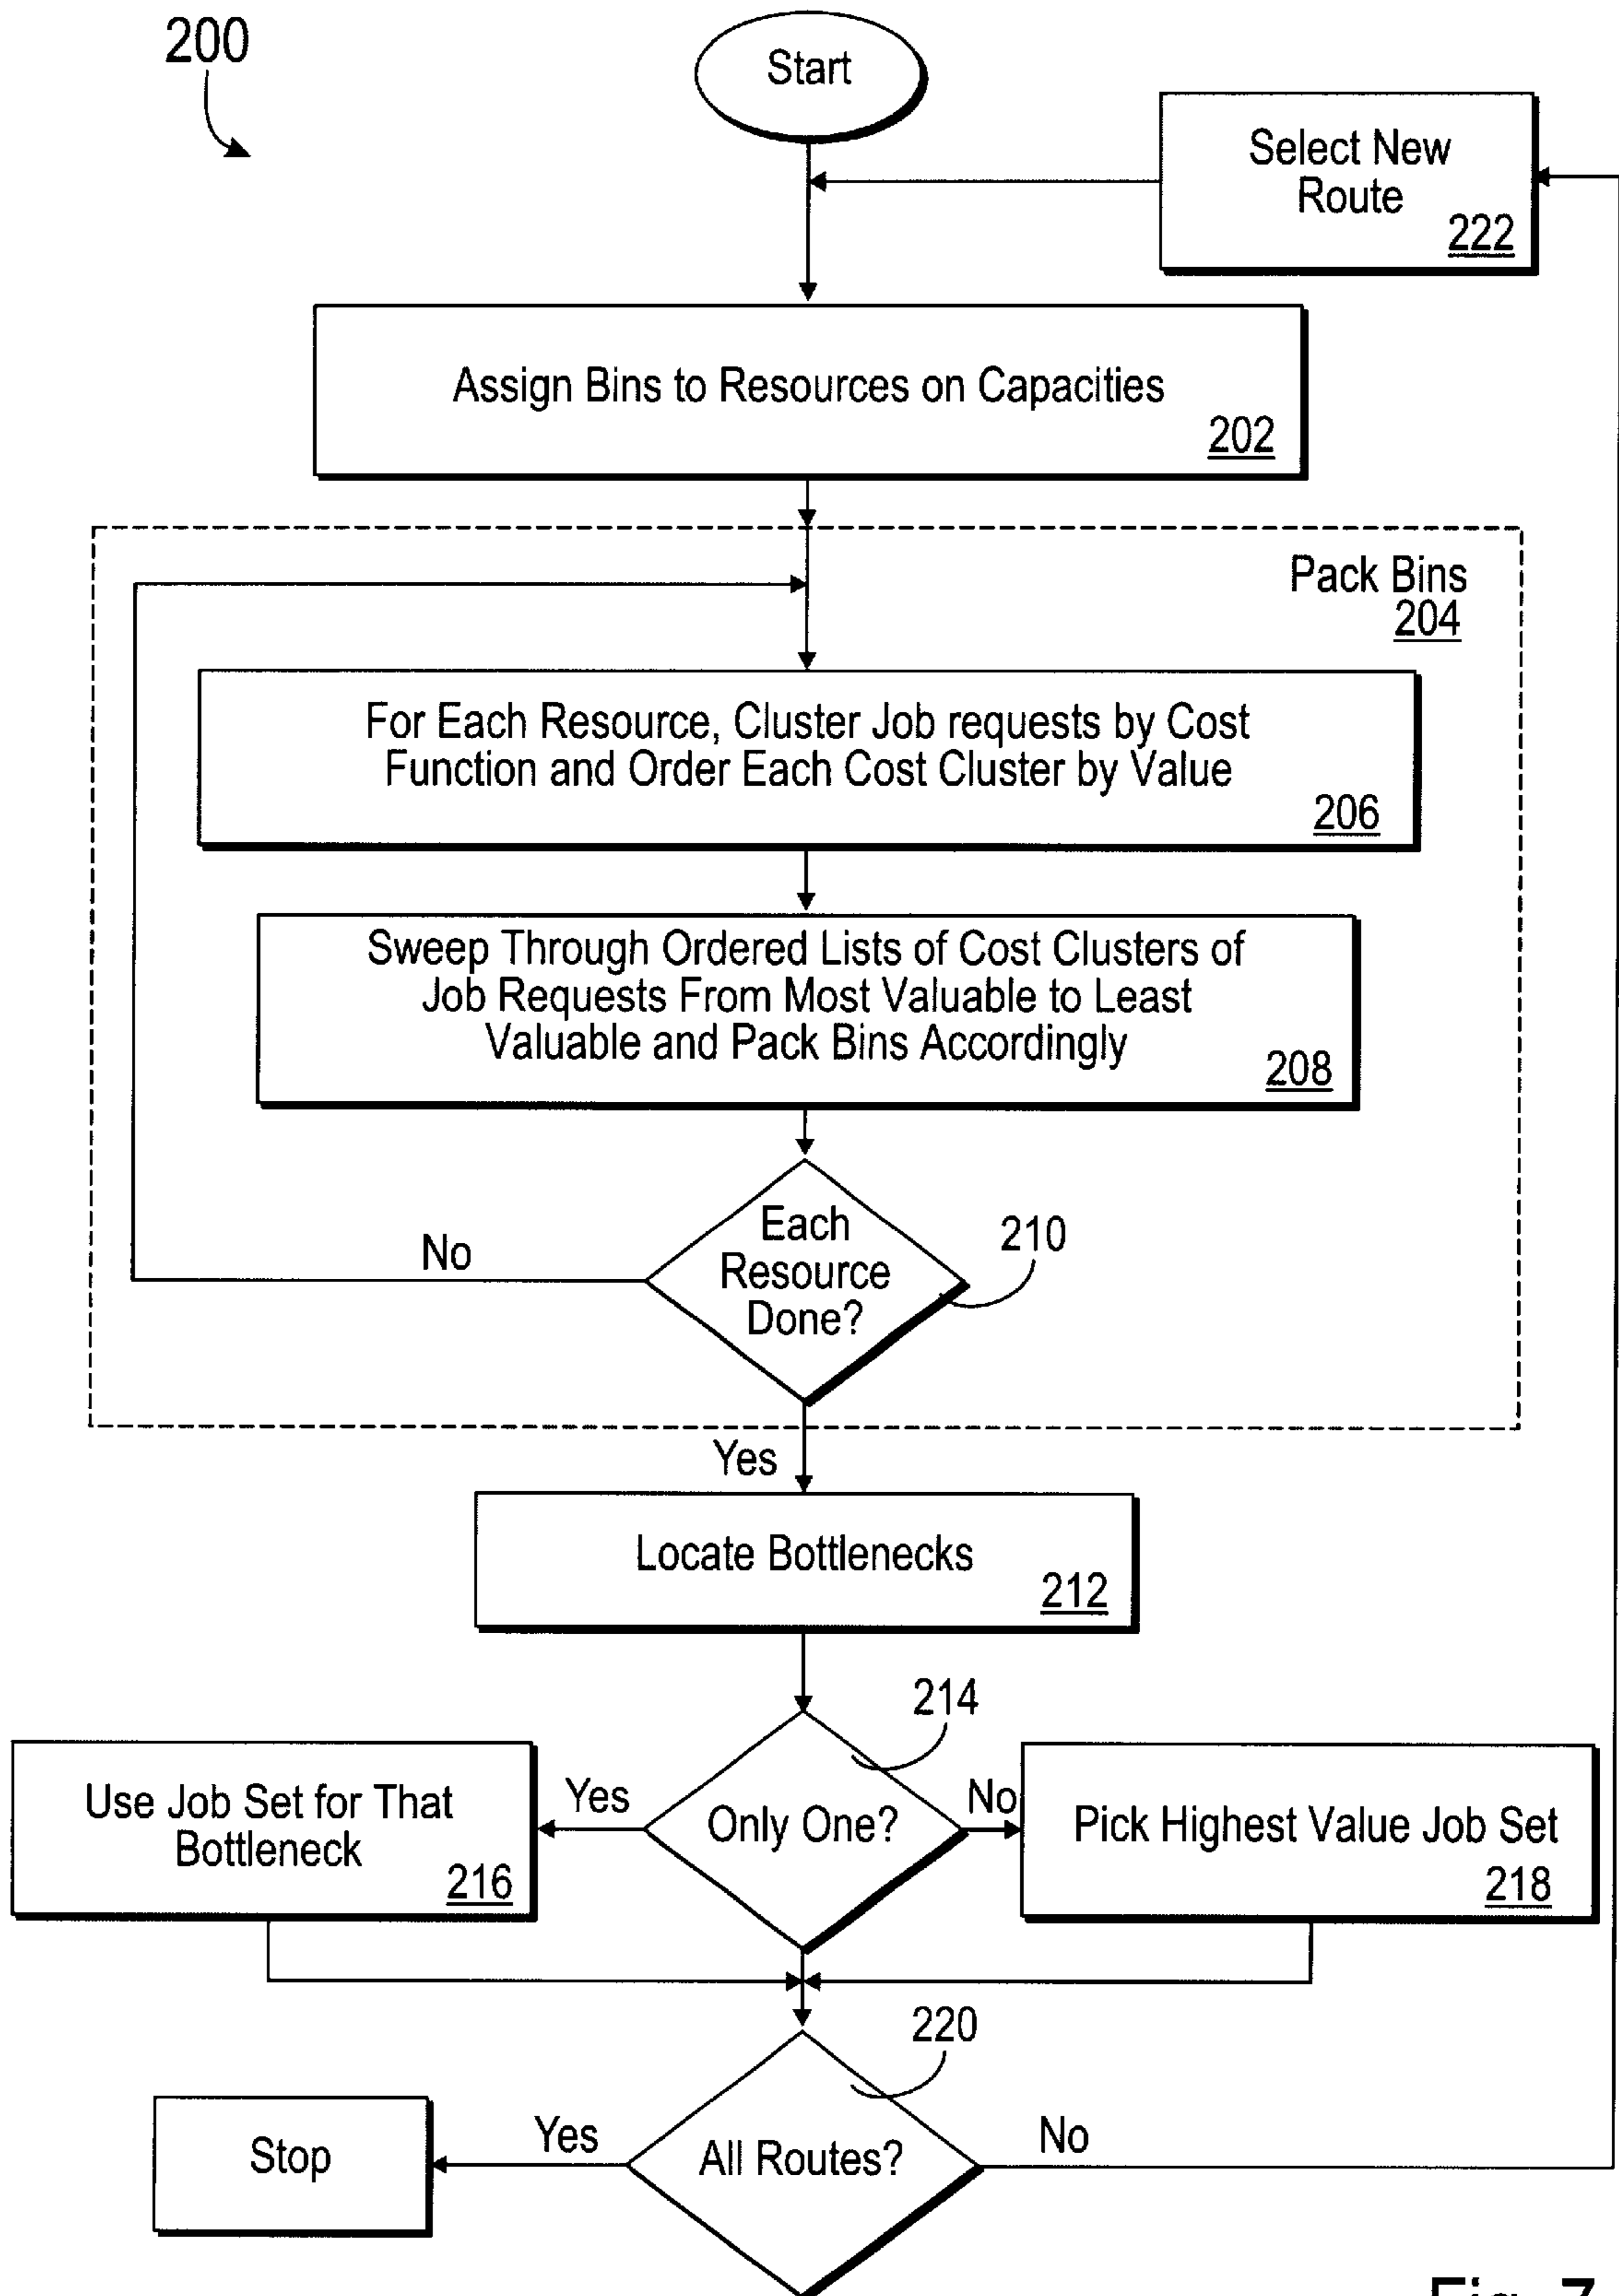 200
Start
Select New
Route
222
Assign Bins to Resources on Capacities
202
Pack Bins
204
For Each Resource, Cluster Job requests by Cost
Function and Order Each Cost Cluster by Value
206
Sweep Through Ordered Lists of Cost Clusters of
Job Requests From Most Valuable to Least
Valuable and Pack Bins Accordingly
208
Each
Resource
Done?
210
No
Yes
Locate Bottlenecks
212
214
Use Job Set for That
Bottleneck
216
Yes
Only One?
No
Pick Highest Value Job Set
218
220
Stop
Yes
All Routes?
No
Fig. 7